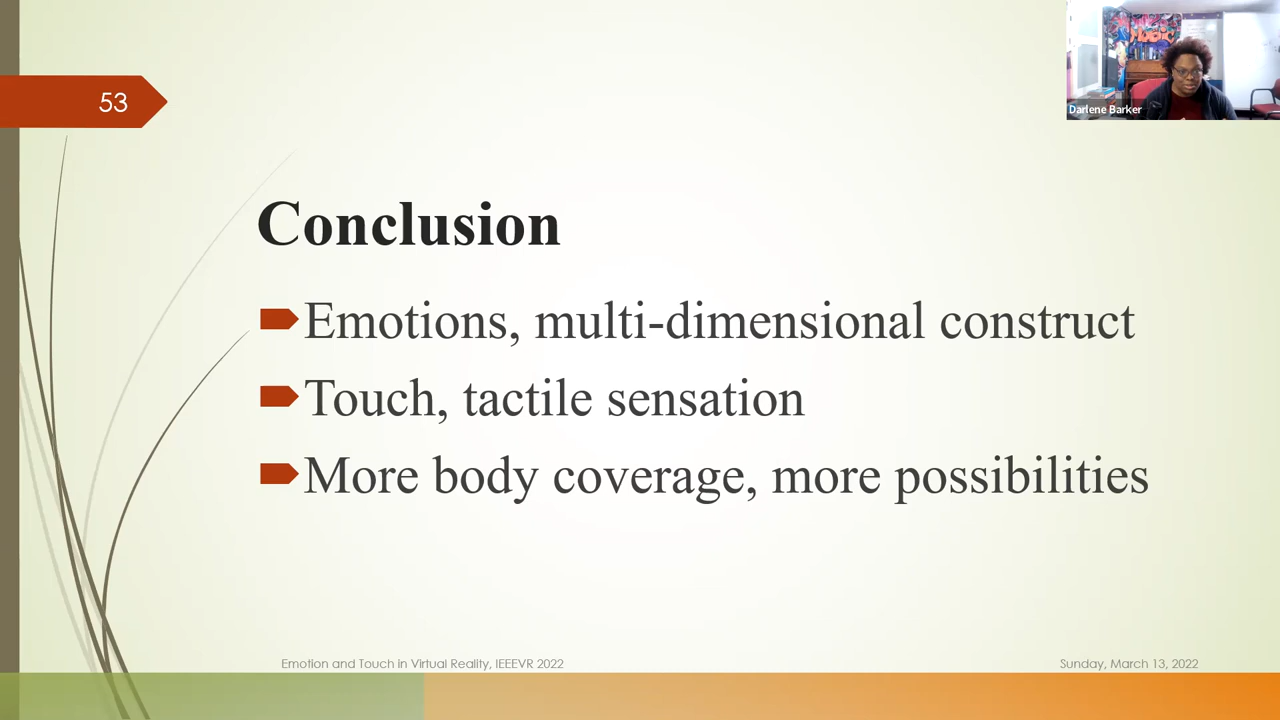 53
Darlene Barker
Conclusion
Emotions, multi-dimensional construct
Touch, tactile sensation
More body coverage, more possibilities
Emotion and Touch in Virtual Reality, IEEEVR 2022
Sunday, March 13, 2022